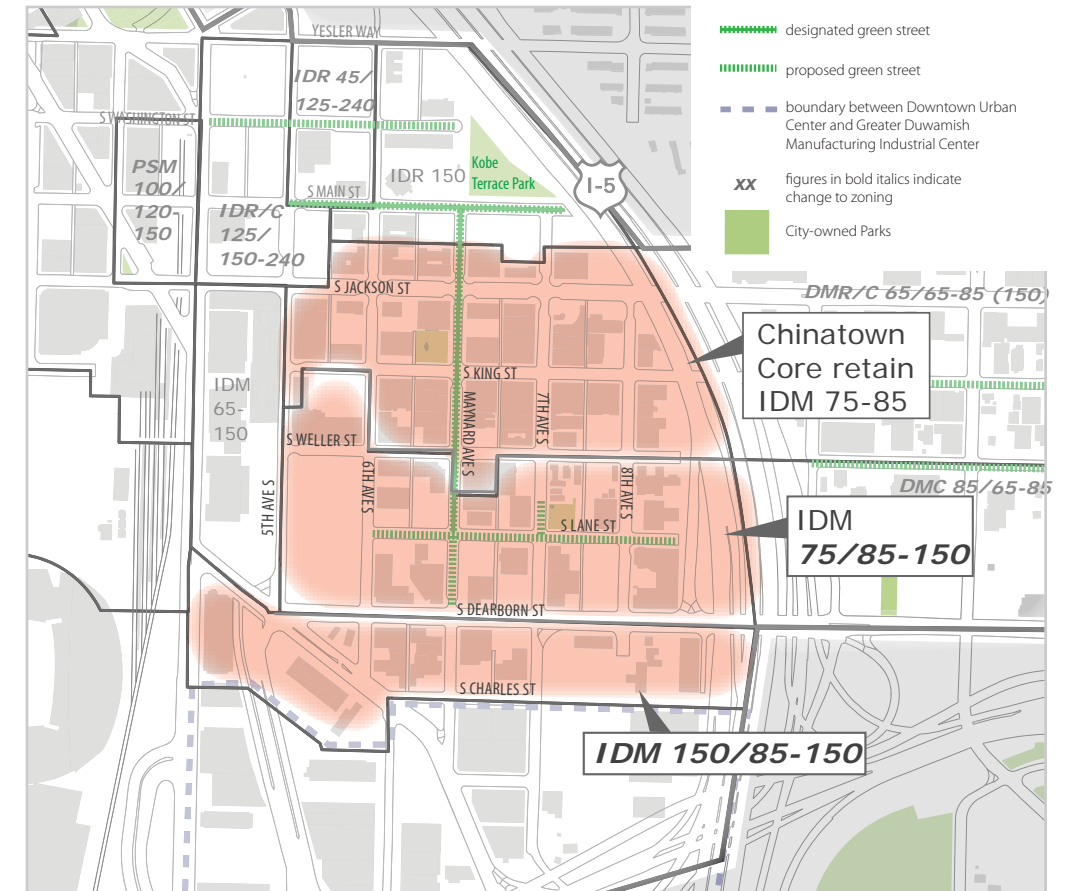 designated green street
proposed green street
boundary between Downtown Urban
Center and Greater Duwamish
Manufacturing Industrial Center
xx
figures in bold italics indicate
change to zoning
City-owned Parks
YESLER WAY
IDR 45/
125-240
S WASHINGTON ST
PSM
100/
120-
150
IDR 150
Kobe
Terrace Park
I-5
S MAIN ST
IDR/C
125/
150-240
S JACKSON ST
DMR/C 65/65-85 (150)
Chinatown
Core retain
IDM 75-85
S KING ST
IDM
65-
150
MAYNARD AVE S
7TH AVE S
S WELLER ST
6TH AVE S
8TH AVE S
5TH AVE S
DMC 85/65-85
S LANE ST
IDM
75/85-150
S DEARBORN ST
S CHARLES ST
IDM 150/85-150